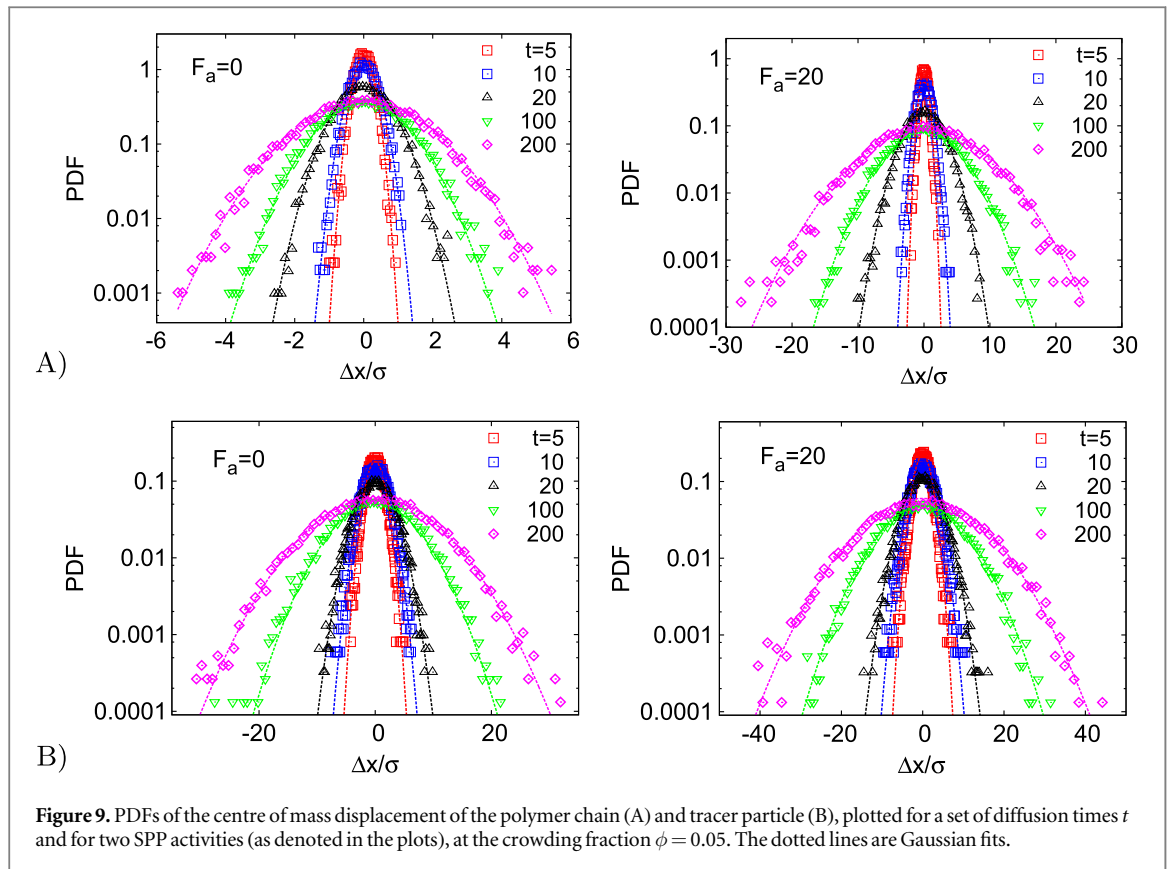 F_a=0
t=5
10
20
100
200
PDF
1
0.1
0.01
0.001
-6 -4 -2 0 2 4 6
Δx/σ
F_a=20
t=5
10
20
100
200
PDF
1
0.1
0.01
0.001
0.0001
-30 -20 -10 0 10 20 30
Δx/σ
A)
F_a=0
t=5
10
20
100
200
PDF
0.1
0.01
0.001
0.0001
-20 0 20
Δx/σ
F_a=20
t=5
10
20
100
200
PDF
0.1
0.01
0.001
0.0001
-40 -20 0 20 40
Δx/σ
B)
Figure 9. PDFs of the centre of mass displacement of the polymer chain (A) and tracer particle (B), plotted for a set of diffusion times t
and for two SPP activities (as denoted in the plots), at the crowding fraction ϕ = 0.05. The dotted lines are Gaussian fits.